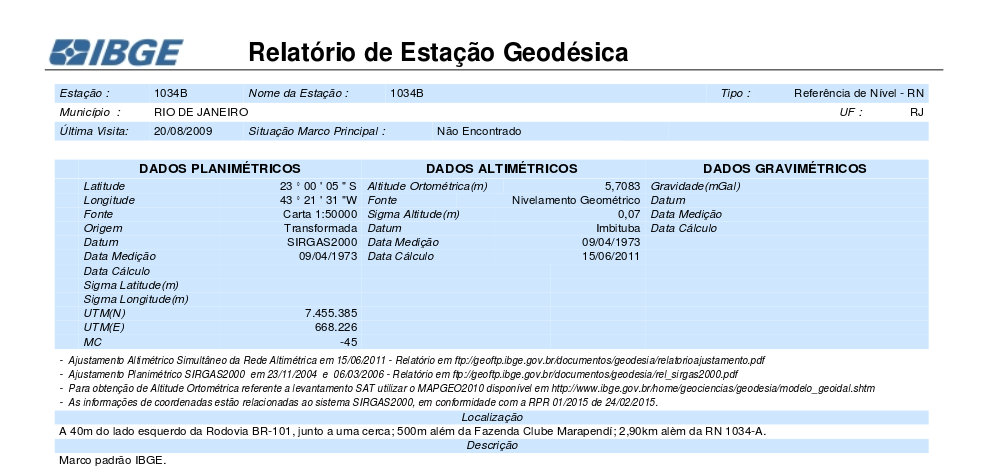 IBGE Relatório de Estação Geodésica
Estação : 1034B Nome da Estação : 1034B Tipo : Referência de Nível - RN
Município : RIO DE JANEIRO UF : RJ
Última Visita: 20/08/2009 Situação Marco Principal : Não Encontrado
DADOS PLANIMÉTRICOS DADOS ALTIMÉTRICOS DADOS GRAVIMÉTRICOS
Latitude 23 ° 00 ' 05 " S Altitude Ortométrica(m) 5,7083 Gravidade(mGal)
Longitude 43 ° 21 ' 31 "W Fonte Nivelamento Geométrico Datum
Fonte Carta 1:50000 Sigma Altitude(m) 0,07 Data Medição
Origem Transformada Datum Imbituba Data Cálculo
Datum SIRGAS2000 Data Medição 09/04/1973
Data Medição 09/04/1973 Data Cálculo 15/06/2011
Data Cálculo
Sigma Latitude(m)
Sigma Longitude(m)
UTM(N) 7.455.385
UTM(E) 668.226
MC -45
- Ajustamento Altimétrico Simultâneo da Rede Altimétrica em 15/06/2011 - Relatório em ftp://geoftp.ibge.gov.br/documentos/geodesia/relatorioajustamento.pdf
- Ajustamento Planimétrico SIRGAS2000 em 23/11/2004 e 06/03/2006 - Relatório em ftp://geoftp.ibge.gov.br/documentos/geodesia/rel_sirgas2000.pdf
- Para obtenção de Altitude Ortométrica referente a levantamento SAT utilizar o MAPGEO2010 disponível em http://www.ibge.gov.br/home/geociencias/geodesia/modelo_geoidal.shtm
- As informações de coordenadas estão relacionadas ao sistema SIRGAS2000, em conformidade com a RPR 01/2015 de 24/02/2015.
Localização
A 40m do lado esquerdo da Rodovia BR-101, junto a uma cerca; 500m além da Fazenda Clube Marapendí; 2,90km além da RN 1034-A.
Descrição
Marco padrão IBGE.